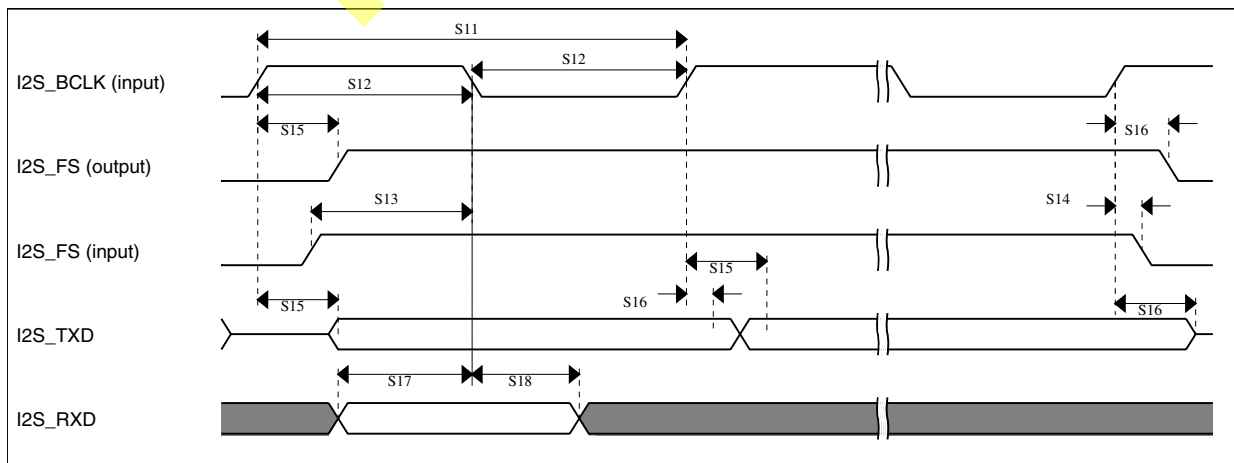 S11
I2S_BCLK (input)
S12
S12
S15
S16
I2S_FS (output)
S13
S14
I2S_FS (input)
S15
S15
S16
S16
I2S_TXD
S17
S18
I2S_RXD